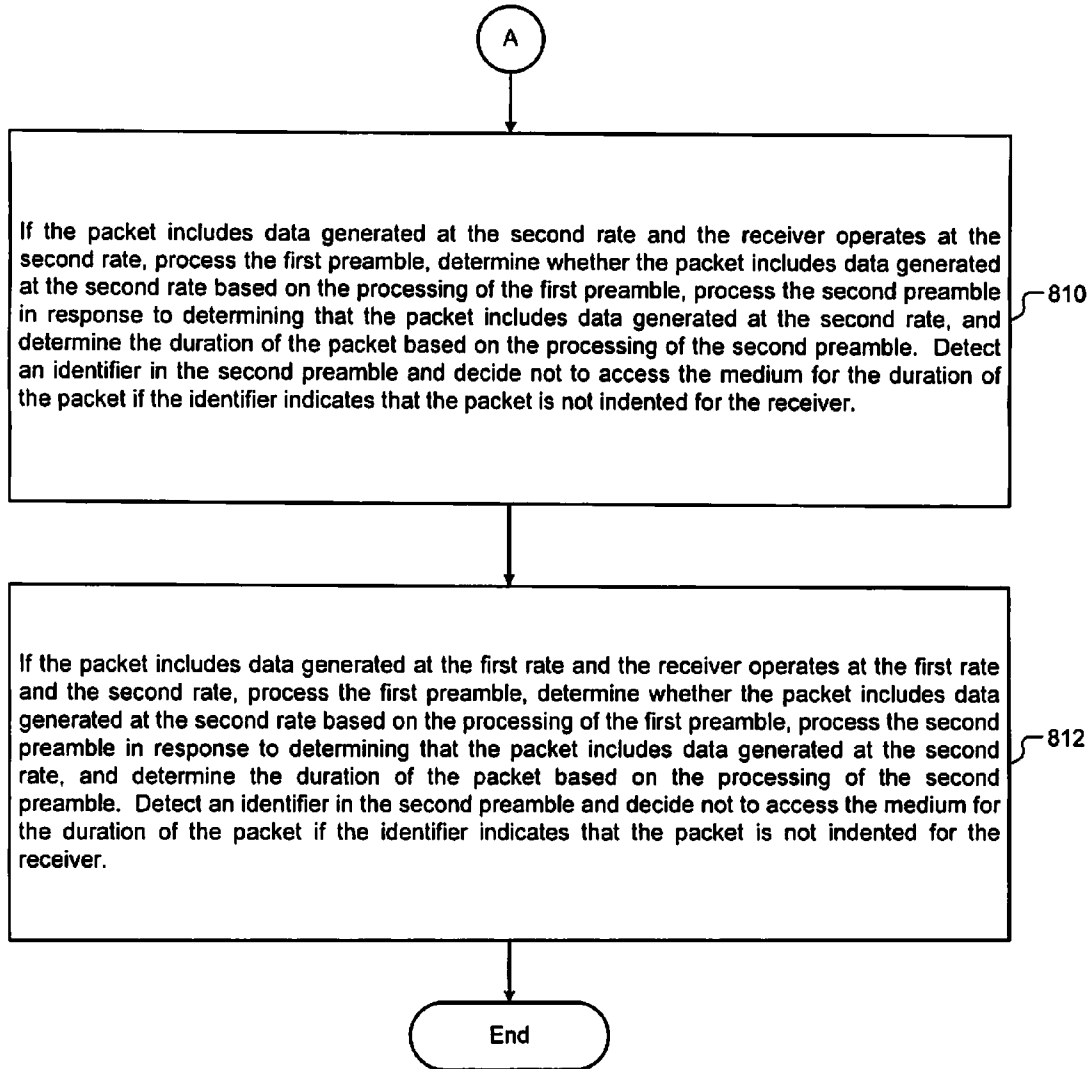 A
If the packet includes data generated at the second rate and the receiver operates at the
second rate, process the first preamble, determine whether the packet includes data generated
at the second rate based on the processing of the first preamble, process the second preamble
in response to determining that the packet includes data generated at the second rate, and
determine the duration of the packet based on the processing of the second preamble. Detect
an identifier in the second preamble and decide not to access the medium for the duration of
the packet if the identifier indicates that the packet is not indented for the receiver.
810
If the packet includes data generated at the first rate and the receiver operates at the first rate
and the second rate, process the first preamble, determine whether the packet includes data
generated at the second rate based on the processing of the first preamble, process the second
preamble in response to determining that the packet includes data generated at the second
rate, and determine the duration of the packet based on the processing of the second
preamble. Detect an identifier in the second preamble and decide not to access the medium for
the duration of the packet if the identifier indicates that the packet is not indented for the
receiver.
812
End